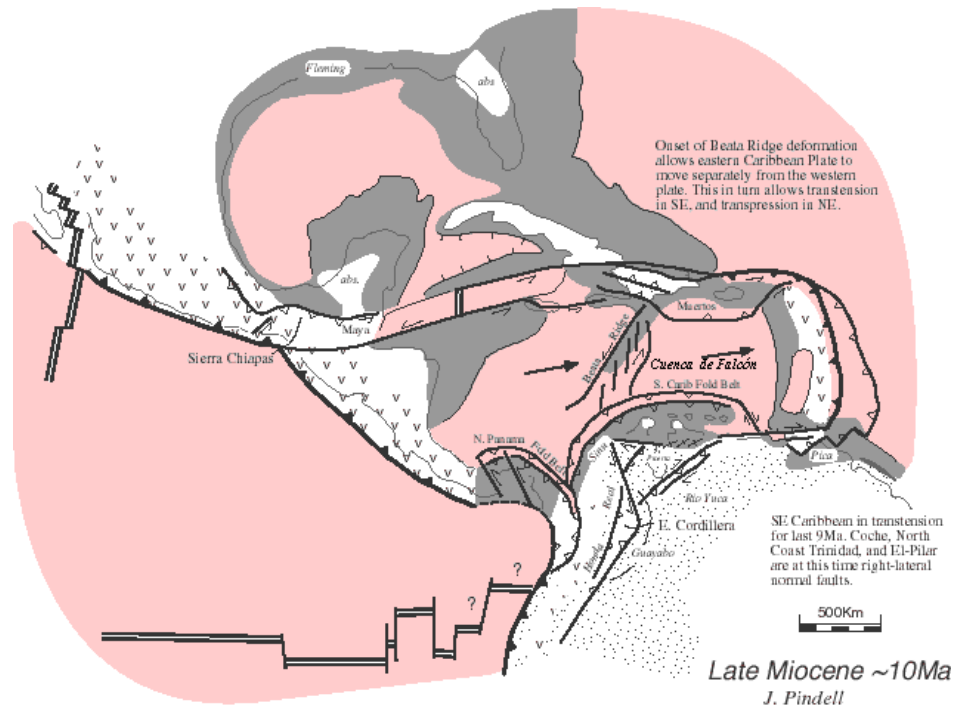 Fleming
abs
Onset of Beata Ridge deformation
allows eastern Caribbean Plate to
move separately from the western
plate. This in turn allows transtension
in SE, and transpression in NE.
abs.
Maya
Muertos
Sierra Chiapas
Beata Ridge
Cuenca de Falcón
S. Carib Fold Belt
N. Panama
Fold Belt
Sinu
Pica
Real
Rio Yuca
E. Cordillera
Honda
Guayabo
SE Caribbean in transtension
for last 9Ma. Coche, North
Coast Trinidad, and El-Pilar
are at this time right-lateral
normal faults.
?
?
500Km
Late Miocene ~10Ma
J. Pindell